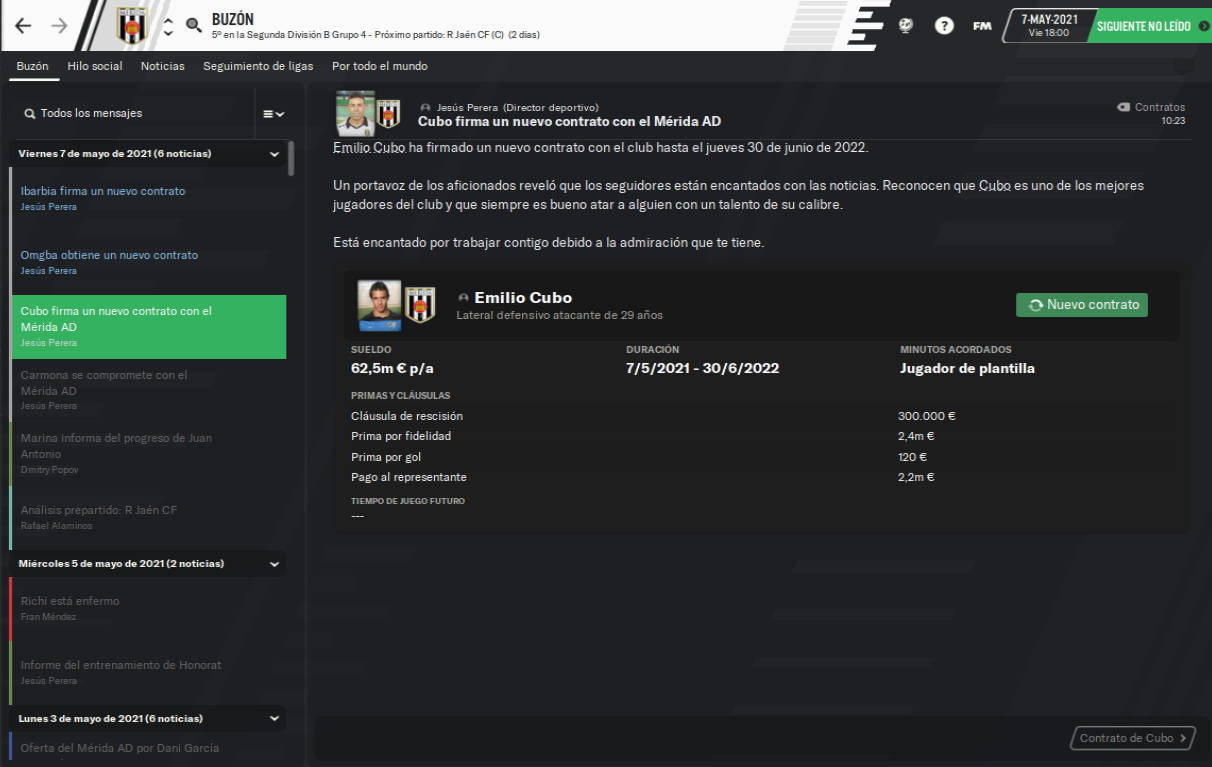 BUZÓN
5º en la Segunda División B Grupo 4 - Próximo partido: R Jaén CF (C) (2 días)
?
FM
7-MAY-2021
Vie 18:00
SIGUIENTE NO LEÍDO
Buzón Hilo social Noticias Seguimiento de ligas Por todo el mundo
Todos los mensajes
Viernes 7 de mayo de 2021 (6 noticias)
Ibarbia firma un nuevo contrato
Jesús Perera
Omgba obtiene un nuevo contrato
Jesús Perera
Cubo firma un nuevo contrato con el
Mérida AD
Jesús Perera
Carmona se compromete con el
Mérida AD
Jesús Perera
Marina informa del progreso de Juan
Antonio
Dmitry Popov
Análisis prepartido: R Jaén CF
Rafael Alaminos
Miércoles 5 de mayo de 2021 (2 noticias)
Richi está enfermo
Fran Méndez
Informe del entrenamiento de Honorat
Jesús Perera
Lunes 3 de mayo de 2021 (6 noticias)
Oferta del Mérida AD por Dani García
Jesús Perera (Director deportivo)
Cubo firma un nuevo contrato con el Mérida AD
Contratos
10:23
Emilio Cubo ha firmado un nuevo contrato con el club hasta el jueves 30 de junio de 2022.
Un portavoz de los aficionados reveló que los seguidores están encantados con las noticias. Reconocen que Cubo es uno de los mejores
jugadores del club y que siempre es bueno atar a alguien con un talento de su calibre.
Está encantado por trabajar contigo debido a la admiración que te tiene.
Emilio Cubo
Lateral defensivo atacante de 29 años
Nuevo contrato
SUELDO DURACIÓN MINUTOS ACORDADOS
62,5m € p/a 7/5/2021 - 30/6/2022 Jugador de plantilla
PRIMAS Y CLÁUSULAS
Cláusula de rescisión 300.000 €
Prima por fidelidad 2,4m €
Prima por gol 120 €
Pago al representante 2,2m €
TIEMPO DE JUEGO FUTURO
---
Contrato de Cubo